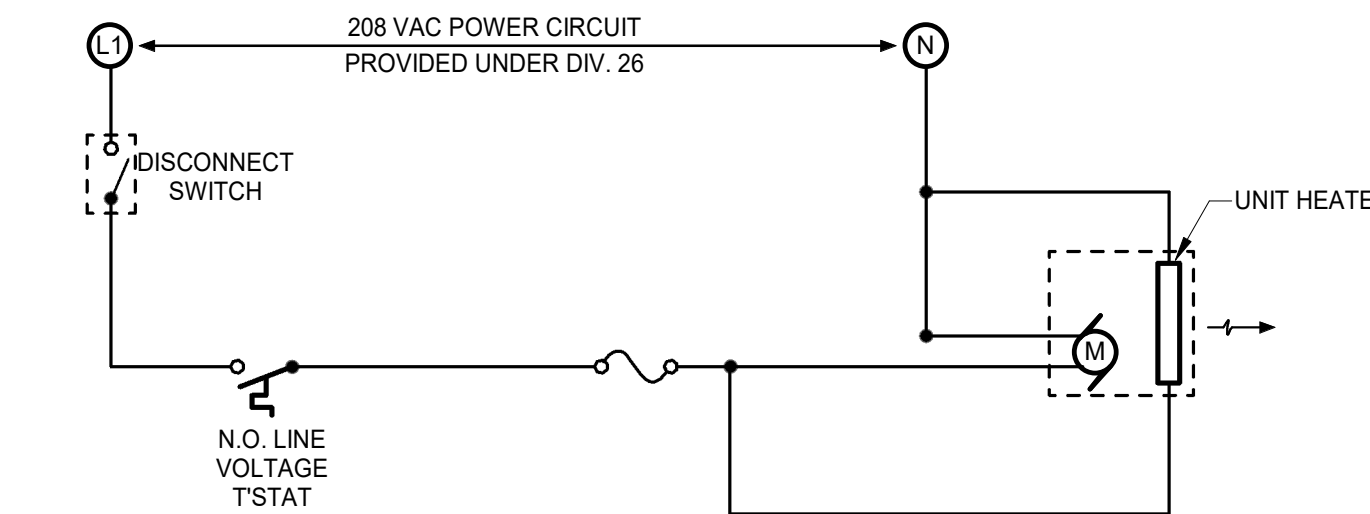 L1
208 VAC POWER CIRCUIT
PROVIDED UNDER DIV. 26
N
DISCONNECT
SWITCH
UNIT HEATE
M
N.O. LINE
VOLTAGE
T'STAT